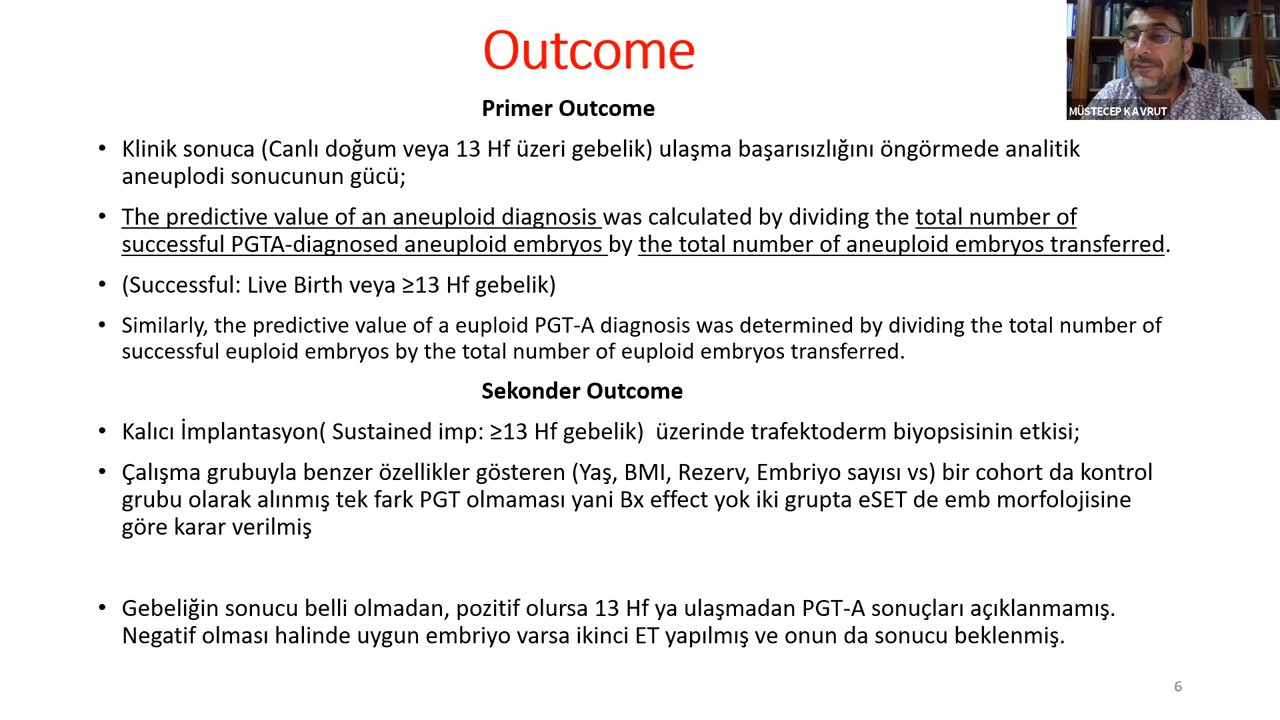 Outcome
MÜSTECEP KAVRUT
Primer Outcome
• Klinik sonuca (Canlı doğum veya 13 Hf üzeri gebelik) ulaşma başarısızlığını öngörmede analitik
aneuplodi sonucunun gücü;
• The predictive value of an aneuploid diagnosis was calculated by dividing the total number of
successful PGTA-diagnosed aneuploid embryos by the total number of aneuploid embryos transferred.
• (Successful: Live Birth veya ≥13 Hf gebelik)
• Similarly, the predictive value of a euploid PGT-A diagnosis was determined by dividing the total number of
successful euploid embryos by the total number of euploid embryos transferred.
Sekonder Outcome
• Kalıcı İmplantasyon( Sustained imp: ≥13 Hf gebelik) üzerinde trafektoderm biyopsisinin etkisi;
• Çalışma grubuyla benzer özellikler gösteren (Yaş, BMI, Rezerv, Embriyo sayısı vs) bir cohort da kontrol
grubu olarak alınmış tek fark PGT olmaması yani Bx effect yok iki grupta eSET de emb morfolojisine
göre karar verilmiş
• Gebeliğin sonucu belli olmadan, pozitif olursa 13 Hf ya ulaşmadan PGT-A sonuçları açıklanmamış.
Negatif olması halinde uygun embriyo varsa ikinci ET yapılmış ve onun da sonucu beklenmiş.
6